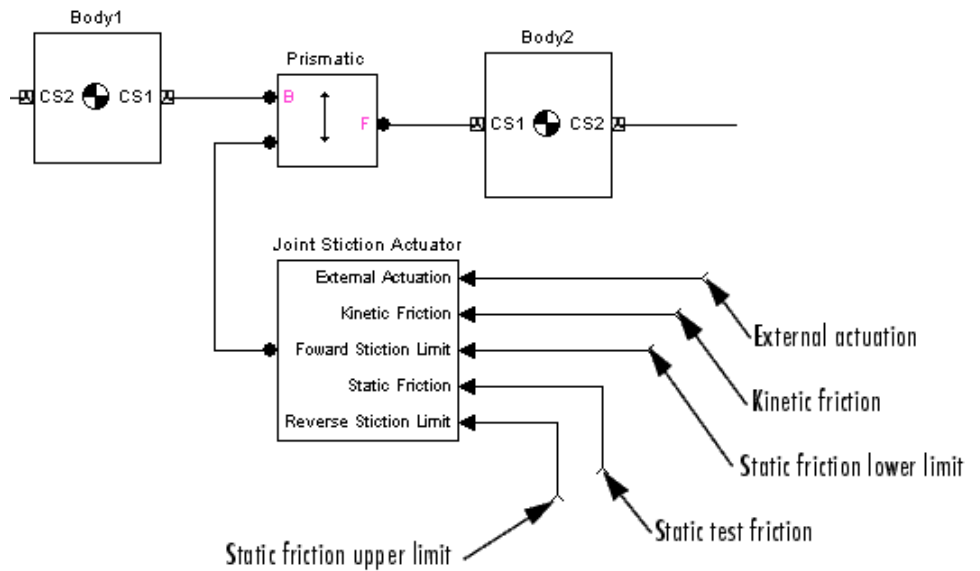 Body1
CS2 CS1
Prismatic
B
F
Body2
CS1 CS2
Joint Stiction Actuator
External Actuation
Kinetic Friction
Foward Stiction Limit
Static Friction
Reverse Stiction Limit
External actuation
Kinetic friction
Static friction lower limit
Static test friction
Static friction upper limit